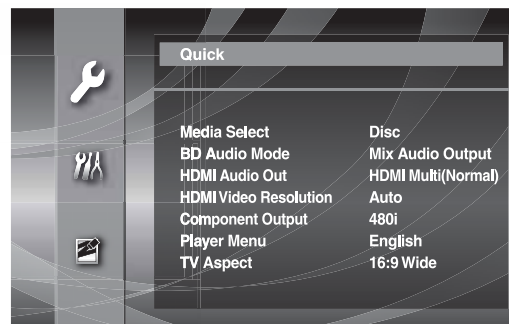 Quick
Media Select Disc
BD Audio Mode Mix Audio Output
HDMI Audio Out HDMI Multi(Normal)
HDMI Video Resolution Auto
Component Output 480i
Player Menu English
TV Aspect 16:9 Wide